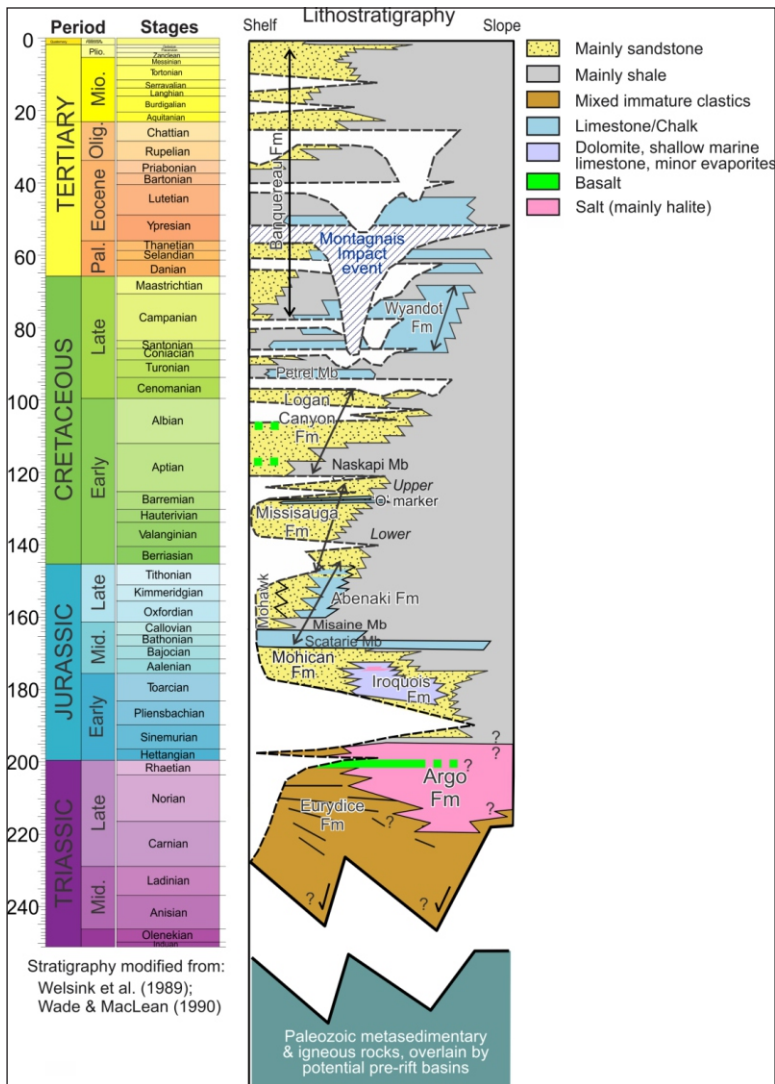 Lithostratigraphy
Period
Stages
Shelf
Slope
0
20
40
60
80
100
120
140
160
180
200
220
240
TERTIARY
CRETACEOUS
JURASSIC
TRIASSIC
Plio.
Mio.
Olig.
Eocene
Pal.
Late
Early
Late
Mid.
Early
Late
Mid.
Zanclean
Messinian
Tortonian
Serravalian
Langhian
Burdigalian
Aquitanian
Chattian
Rupelian
Priabonian
Bartonian
Lutetian
Ypresian
Thanetian
Selandian
Danian
Maastrichtian
Campanian
Santonian
Coniacian
Turonian
Cenomanian
Albian
Aptian
Barremian
Hauterivian
Valanginian
Berriasian
Tithonian
Kimmeridgian
Oxfordian
Callovian
Bathonian
Bajocian
Aalenian
Toarcian
Pliensbachian
Sinemurian
Hettangian
Rhaetian
Norian
Carnian
Ladinian
Anisian
Olenekian
Induan
Banquereau Fm
Montagnais
Impact
event
Wyandot
Fm
Petrel Mb
Logan
Canyon
Fm
Naskapi Mb
Upper
O-marker
Missisauga
Fm
Lower
Mohawk
Abenaki Fm
Misaine Mb
Scatarie Mb
Mohican
Fm
Iroquois
Fm
?
?
?
Argo
Fm
?
Eurydice
Fm
?
?
?
Paleozoic metasedimentary
& igneous rocks, overlain by
potential pre-rift basins
Mainly sandstone
Mainly shale
Mixed immature clastics
Limestone/Chalk
Dolomite, shallow marine
limestone, minor evaporites
Basalt
Salt (mainly halite)
Stratigraphy modified from:
Welsink et al. (1989);
Wade & MacLean (1990)